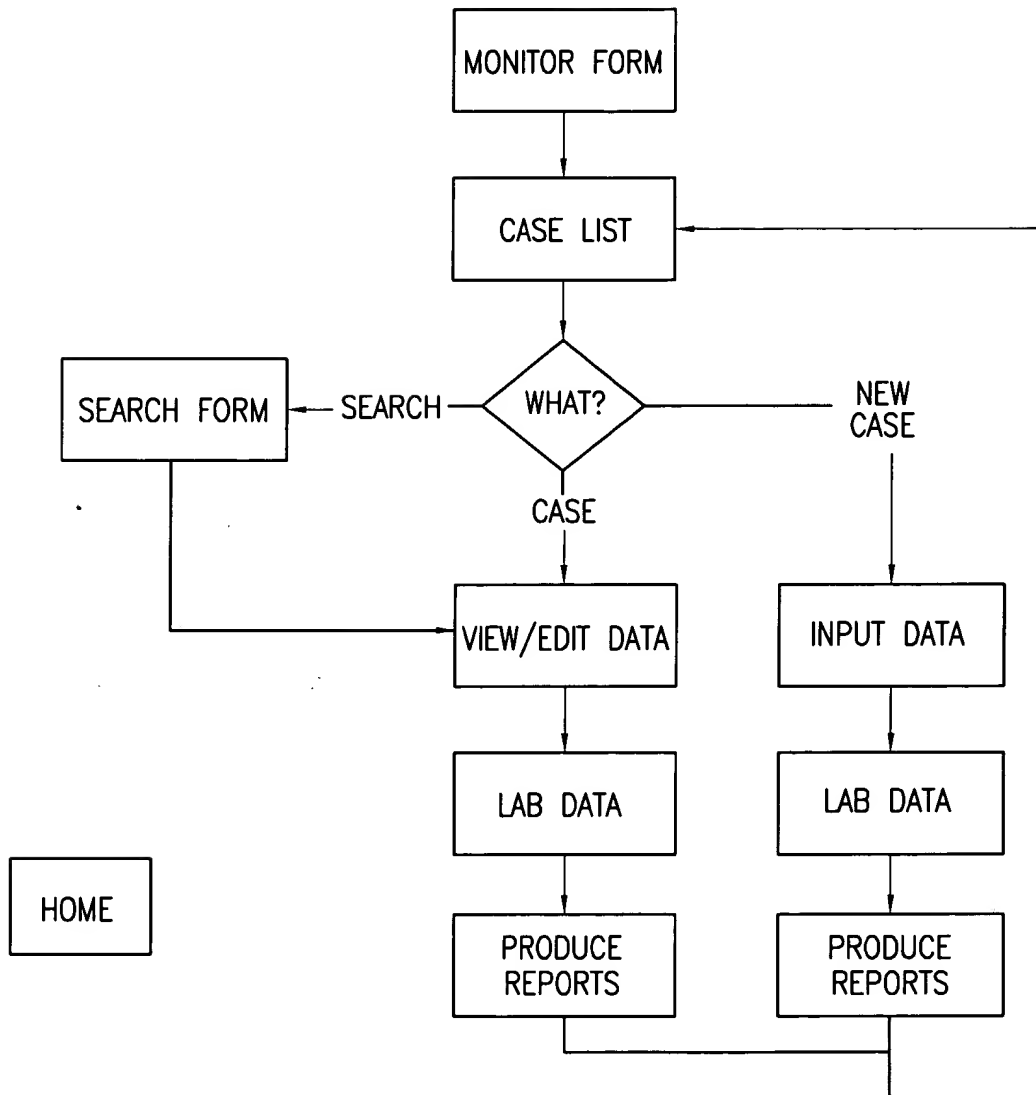 MONITOR FORM
CASE LIST
WHAT?
SEARCH
SEARCH FORM
NEW
CASE
CASE
VIEW/EDIT DATA
INPUT DATA
LAB DATA
LAB DATA
HOME
PRODUCE
REPORTS
PRODUCE
REPORTS